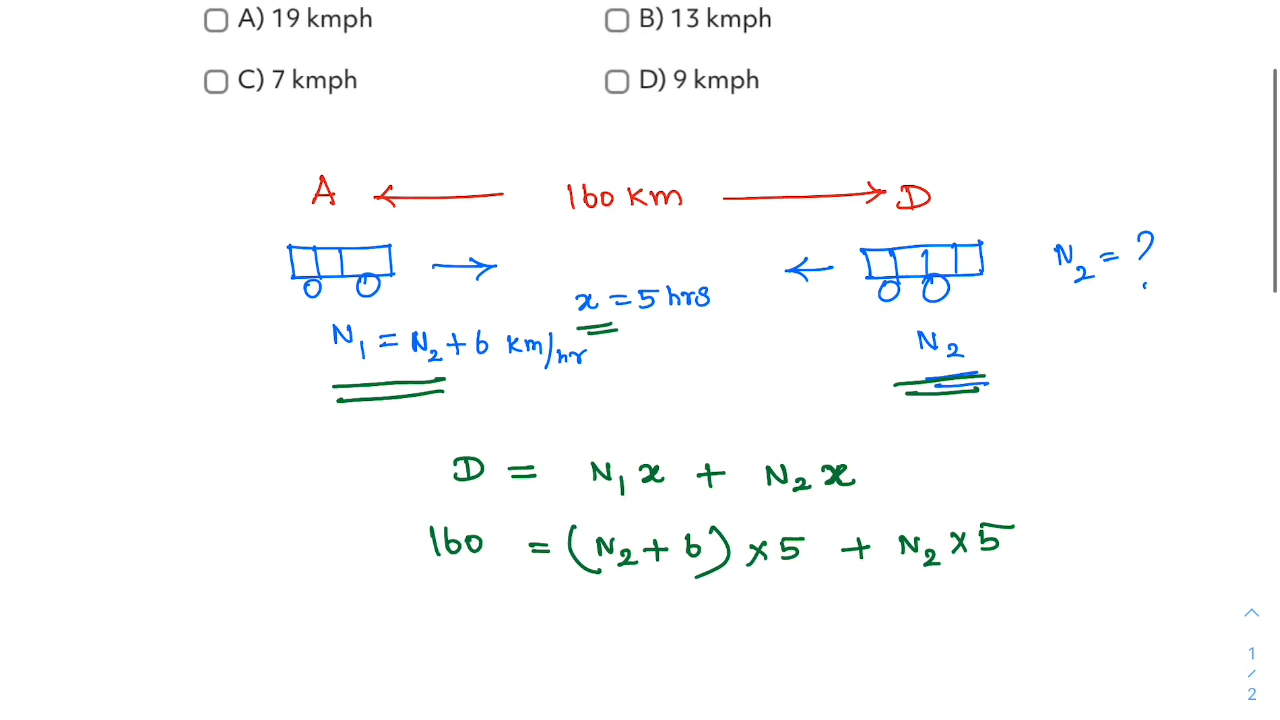 A) 19 kmph B) 13 kmph
C) 7 kmph D) 9 kmph
A ← 160 km → D
N₂ = ?
x = 5 hrs
N₁ = N₂ + 6 km/hr N₂
D = N₁x + N₂x
160 = (N₂ + 6) × 5 + N₂ × 5
1
/
2